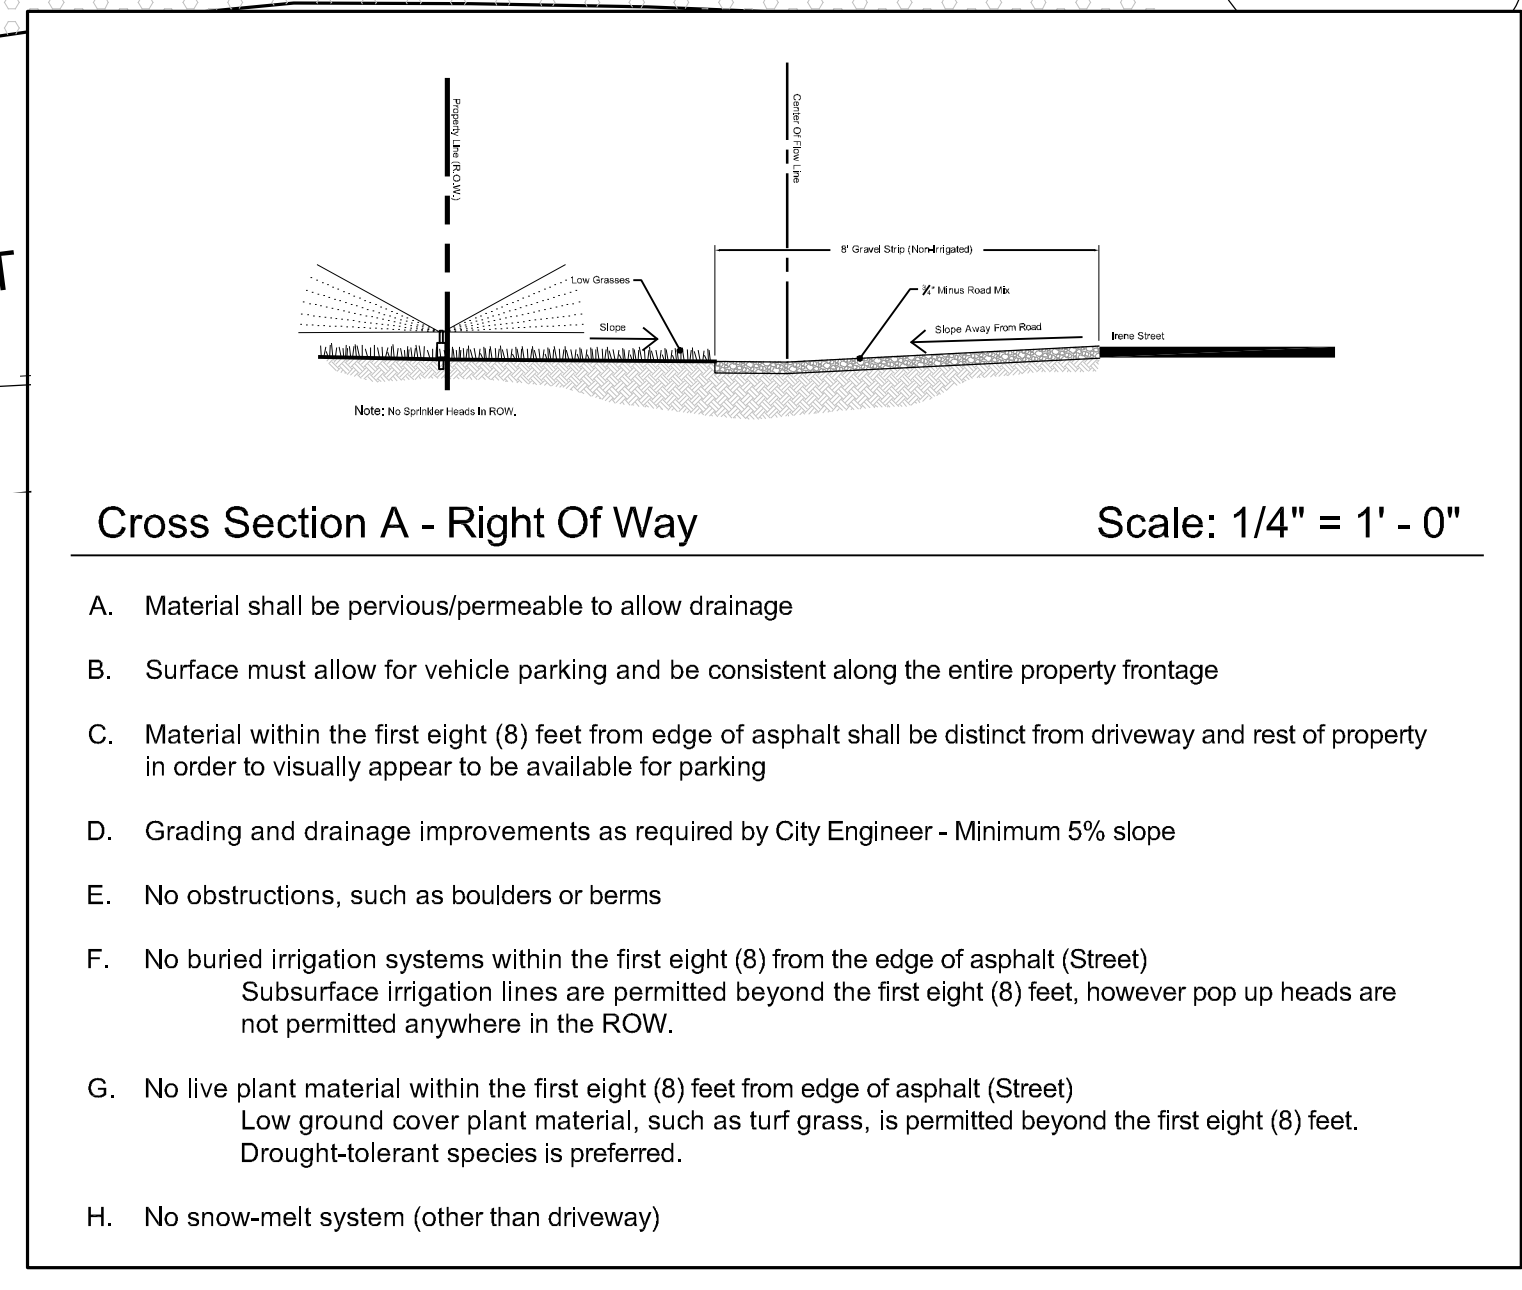 Property Line (R.O.W.)
Center Of Flow Line
8' Gravel Strip (Non-Irrigated)
Low Grasses
¾" Minus Road Mix
Slope
Slope Away From Road
Irene Street
Note: No Sprinkler Heads In ROW.
T
Cross Section A - Right Of Way
Scale: 1/4" = 1' - 0"
A. Material shall be pervious/permeable to allow drainage
B. Surface must allow for vehicle parking and be consistent along the entire property frontage
C. Material within the first eight (8) feet from edge of asphalt shall be distinct from driveway and rest of property
in order to visually appear to be available for parking
D. Grading and drainage improvements as required by City Engineer - Minimum 5% slope
E. No obstructions, such as boulders or berms
F. No buried irrigation systems within the first eight (8) from the edge of asphalt (Street)
Subsurface irrigation lines are permitted beyond the first eight (8) feet, however pop up heads are
not permitted anywhere in the ROW.
G. No live plant material within the first eight (8) feet from edge of asphalt (Street)
Low ground cover plant material, such as turf grass, is permitted beyond the first eight (8) feet.
Drought-tolerant species is preferred.
H. No snow-melt system (other than driveway)